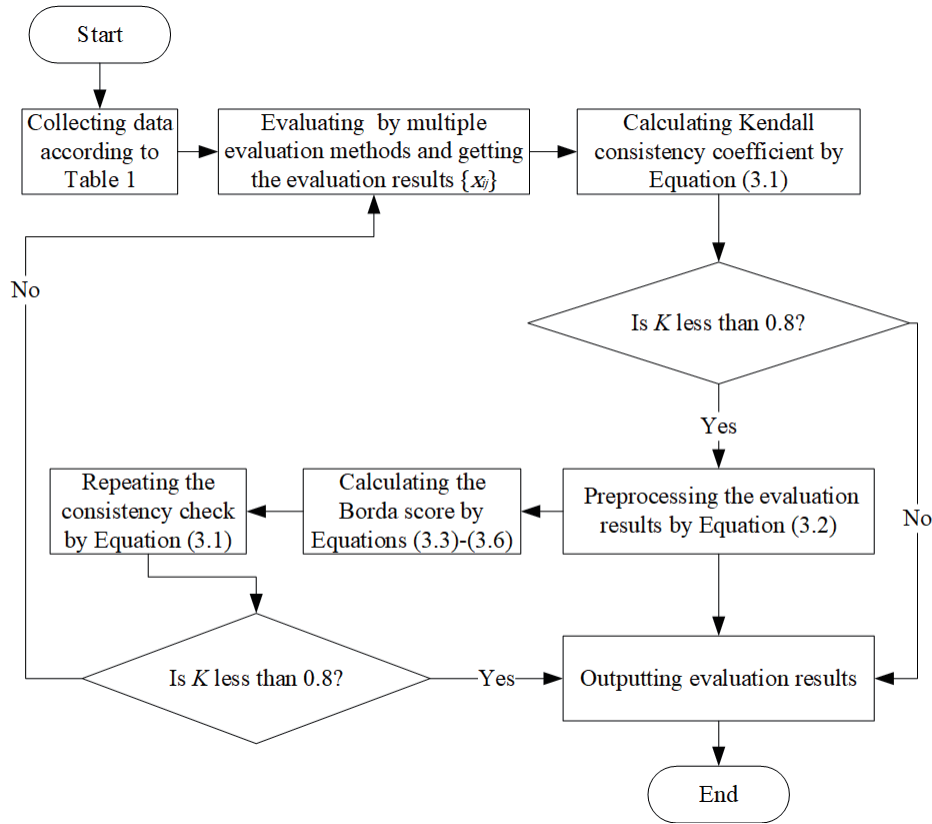 Start
Collecting data
according to
Table 1
Evaluating by multiple
evaluation methods and getting
the evaluation results {xij}
Calculating Kendall
consistency coefficient by
Equation (3.1)
No
Is K less than 0.8?
Yes
No
Repeating the
consistency check
by Equation (3.1)
Calculating the
Borda score by
Equations (3.3)-(3.6)
Preprocessing the evaluation
results by Equation (3.2)
Is K less than 0.8?
Yes
Outputting evaluation results
End